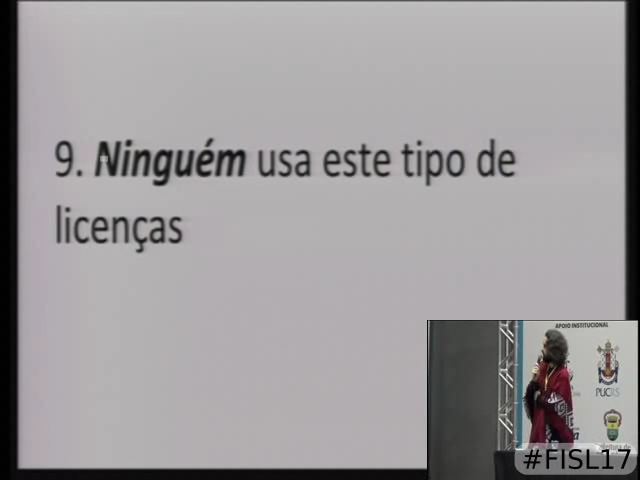 9. Ninguém usa este tipo de
licenças
APOIO INSTITUCIONAL
PUCRS
#FISL17